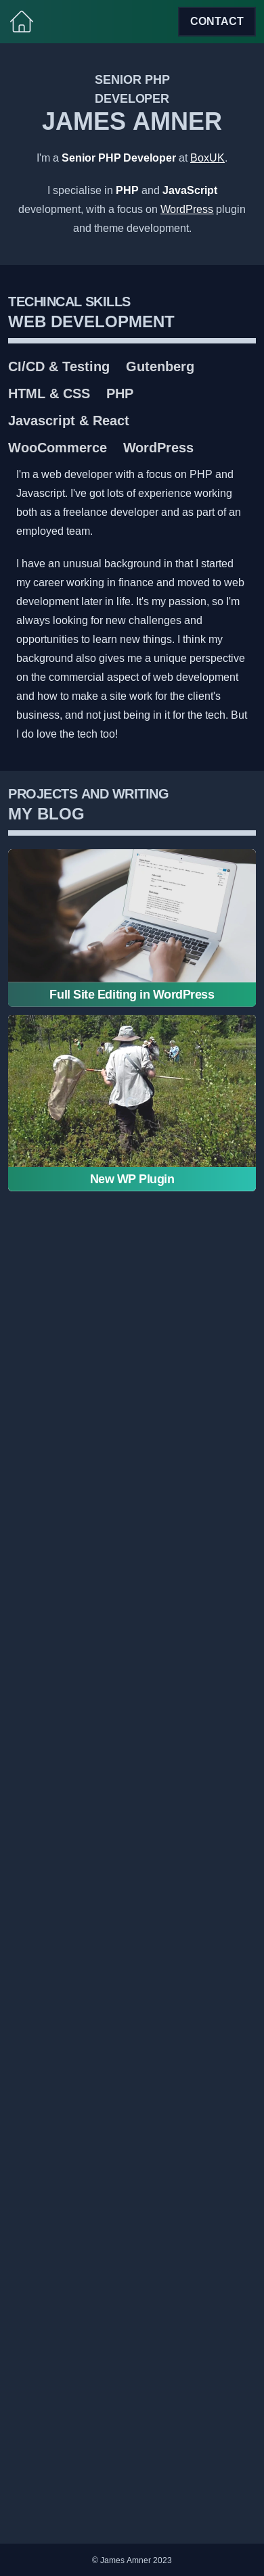 CONTACT
SENIOR PHP
DEVELOPER
JAMES AMNER
I'm a Senior PHP Developer at BoxUK.
I specialise in PHP and JavaScript
development, with a focus on WordPress plugin
and theme development.
TECHINCAL SKILLS
WEB DEVELOPMENT
CI/CD & Testing Gutenberg
HTML & CSS PHP
Javascript & React
WooCommerce WordPress
I'm a web developer with a focus on PHP and
Javascript. I've got lots of experience working
both as a freelance developer and as part of an
employed team.
I have an unusual background in that I started
my career working in finance and moved to web
development later in life. It's my passion, so I'm
always looking for new challenges and
opportunities to learn new things. I think my
background also gives me a unique perspective
on the commercial aspect of web development
and how to make a site work for the client's
business, and not just being in it for the tech. But
I do love the tech too!
PROJECTS AND WRITING
MY BLOG
Full Site Editing in WordPress
New WP Plugin
© James Amner 2023